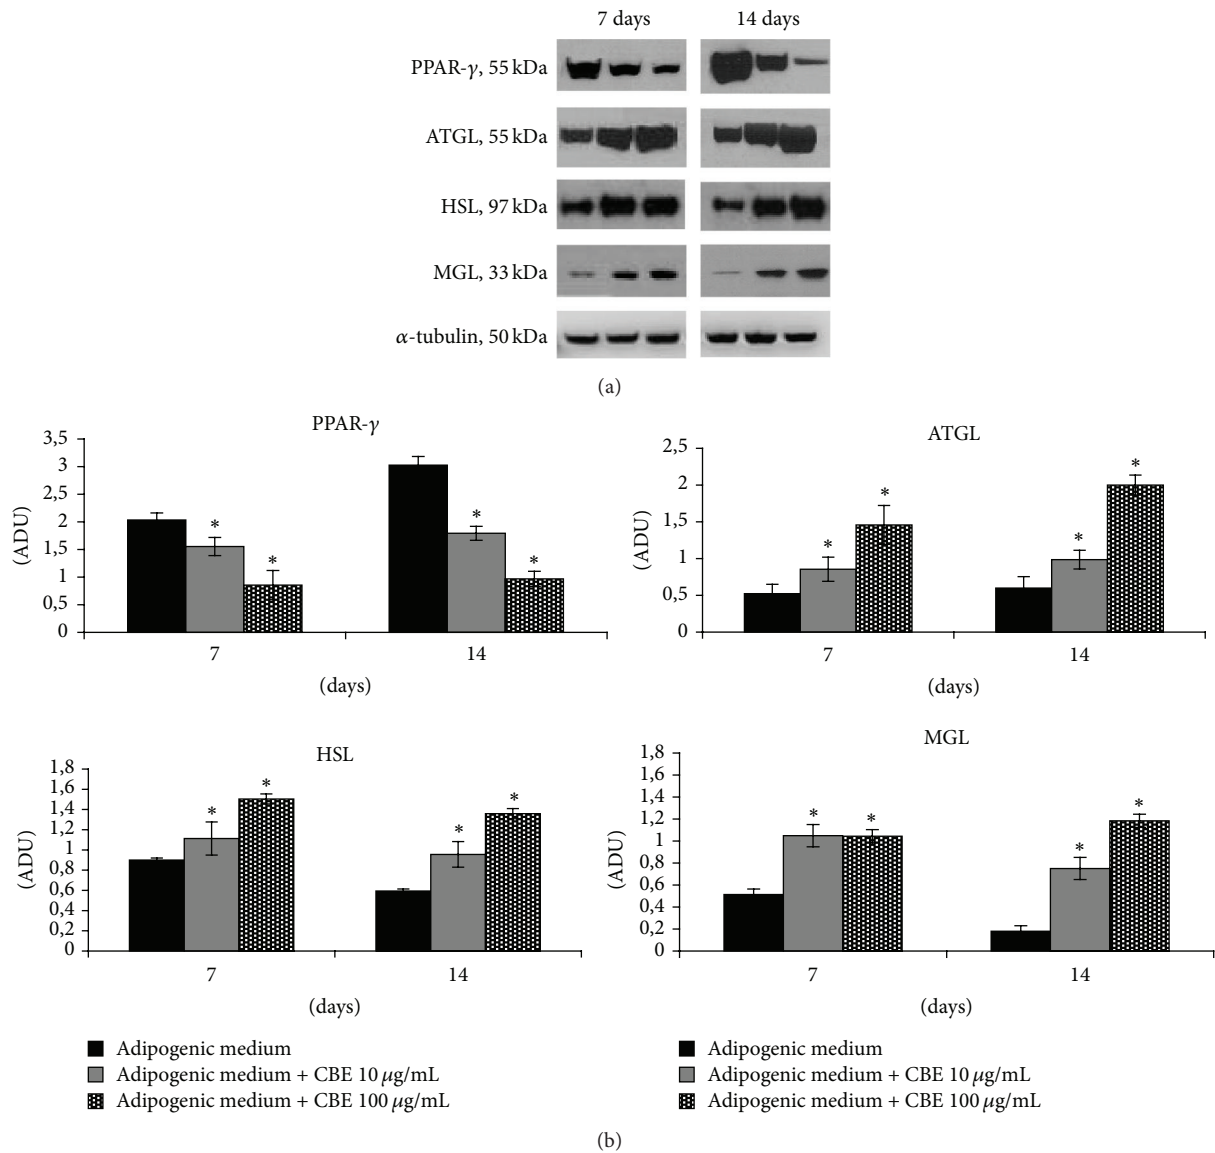 7 days 14 days
PPAR-γ, 55 kDa
ATGL, 55 kDa
HSL, 97 kDa
MGL, 33 kDa
α-tubulin, 50 kDa
(a)
PPAR-γ
3,5
3
2,5
2
1,5
1
0,5
0
(ADU)
* * * *
7 14
(days)
ATGL
2,5
2
1,5
1
0,5
0
(ADU)
* * * *
7 14
(days)
HSL
1,8
1,6
1,4
1,2
1
0,8
0,6
0,4
0,2
0
(ADU)
* * * *
7 14
(days)
MGL
1,8
1,6
1,4
1,2
1
0,8
0,6
0,4
0,2
0
(ADU)
* * * *
7 14
(days)
Adipogenic medium
Adipogenic medium + CBE 10 μg/mL
Adipogenic medium + CBE 100 μg/mL
Adipogenic medium
Adipogenic medium + CBE 10 μg/mL
Adipogenic medium + CBE 100 μg/mL
(b)